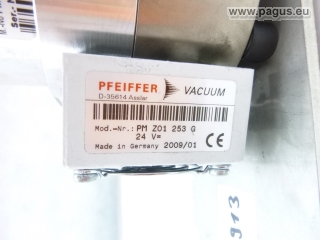 www.pagus.eu
PFEIFFER VACUUM
D-35614 Asslar
Mod.-Nr.: PM Z01 253 G
24 V=
Made in Germany 2009/01 CE
913